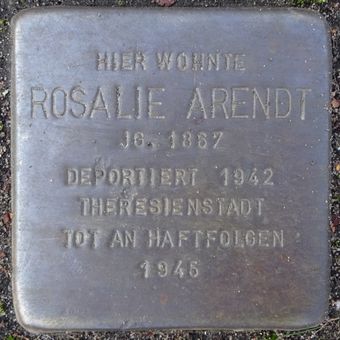 HIER WOHNTE
ROSALIE ARENDT
JG. 1867
DEPORTIERT 1942
THERESIENSTADT
TOT AN HAFTFOLGEN
1945